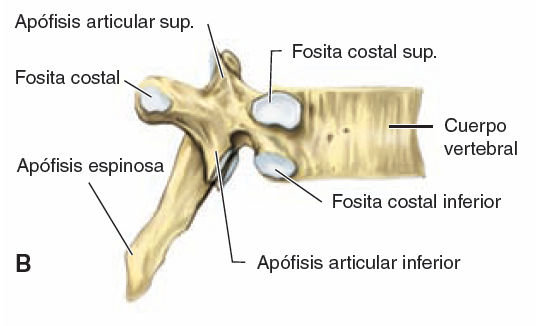 Apófisis articular sup.
Fosita costal sup.
Fosita costal
Cuerpo
vertebral
Apófisis espinosa
Fosita costal inferior
B
Apófisis articular inferior